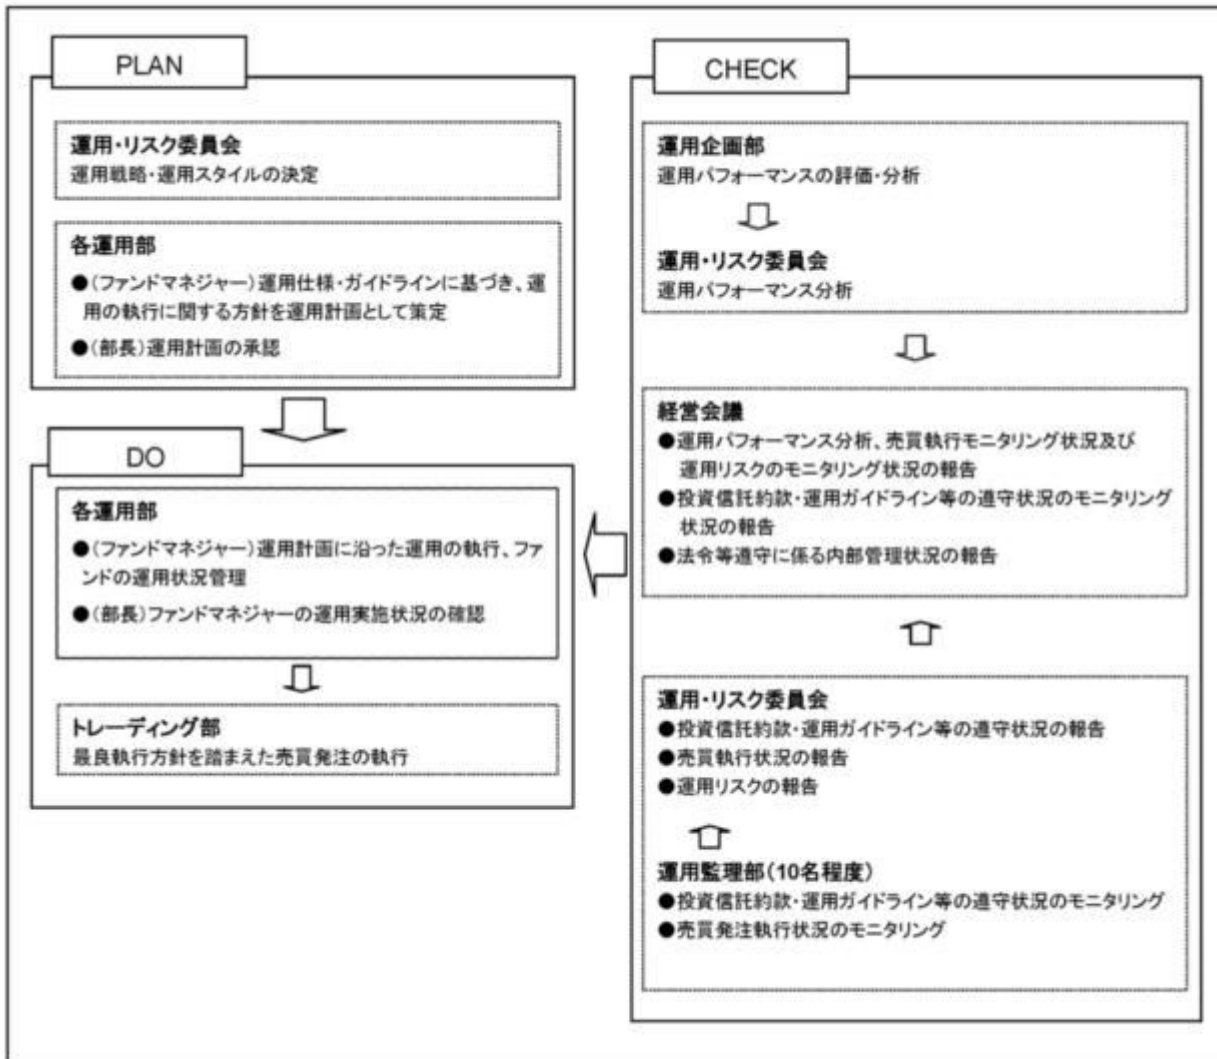 PLAN
運用・リスク委員会
運用戦略・運用スタイルの決定
各運用部
●(ファンドマネジャー)運用仕様・ガイドラインに基づき、運
用の執行に関する方針を運用計画として策定
●(部長)運用計画の承認
DO
各運用部
●(ファンドマネジャー)運用計画に沿った運用の執行、ファ
ンドの運用状況管理
●(部長)ファンドマネジャーの運用実施状況の確認
トレーディング部
最良執行方針を踏まえた売買発注の執行
CHECK
運用企画部
運用パフォーマンスの評価・分析
運用・リスク委員会
運用パフォーマンス分析
経営会議
●運用パフォーマンス分析、売買執行モニタリング状況及び
運用リスクのモニタリング状況の報告
●投資信託約款・運用ガイドライン等の遵守状況のモニタリング
状況の報告
●法令等遵守に係る内部管理状況の報告
運用・リスク委員会
●投資信託約款・運用ガイドライン等の遵守状況の報告
●売買執行状況の報告
●運用リスクの報告
運用監理部(10名程度)
●投資信託約款・運用ガイドライン等の遵守状況のモニタリング
●売買発注執行状況のモニタリング